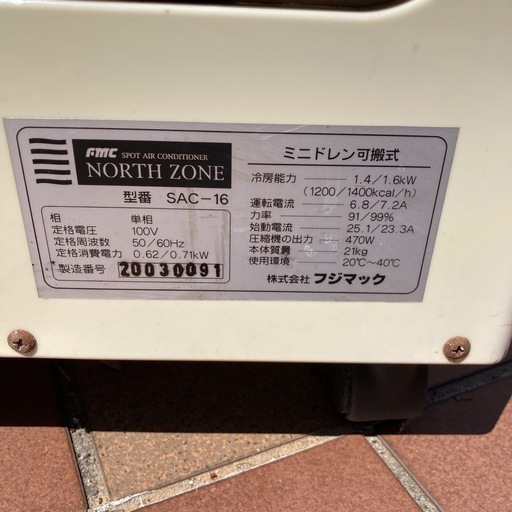 FMC SPOT AIR CONDITIONER
NORTH ZONE
型番 SAC-16
相 単相
定格電圧 100V
定格周波数 50/60Hz
定格消費電力 0.62/0.71kW
製造番号 20030091
ミニドレン可搬式
冷房能力 1.4/1.6kW
(1200/1400kcal/h)
運転電流 6.8/7.2A
力率 91/99%
始動電流 25.1/23.3A
圧縮機の出力 470W
本体質量 21kg
使用環境 20℃〜40℃
株式会社 フジマック